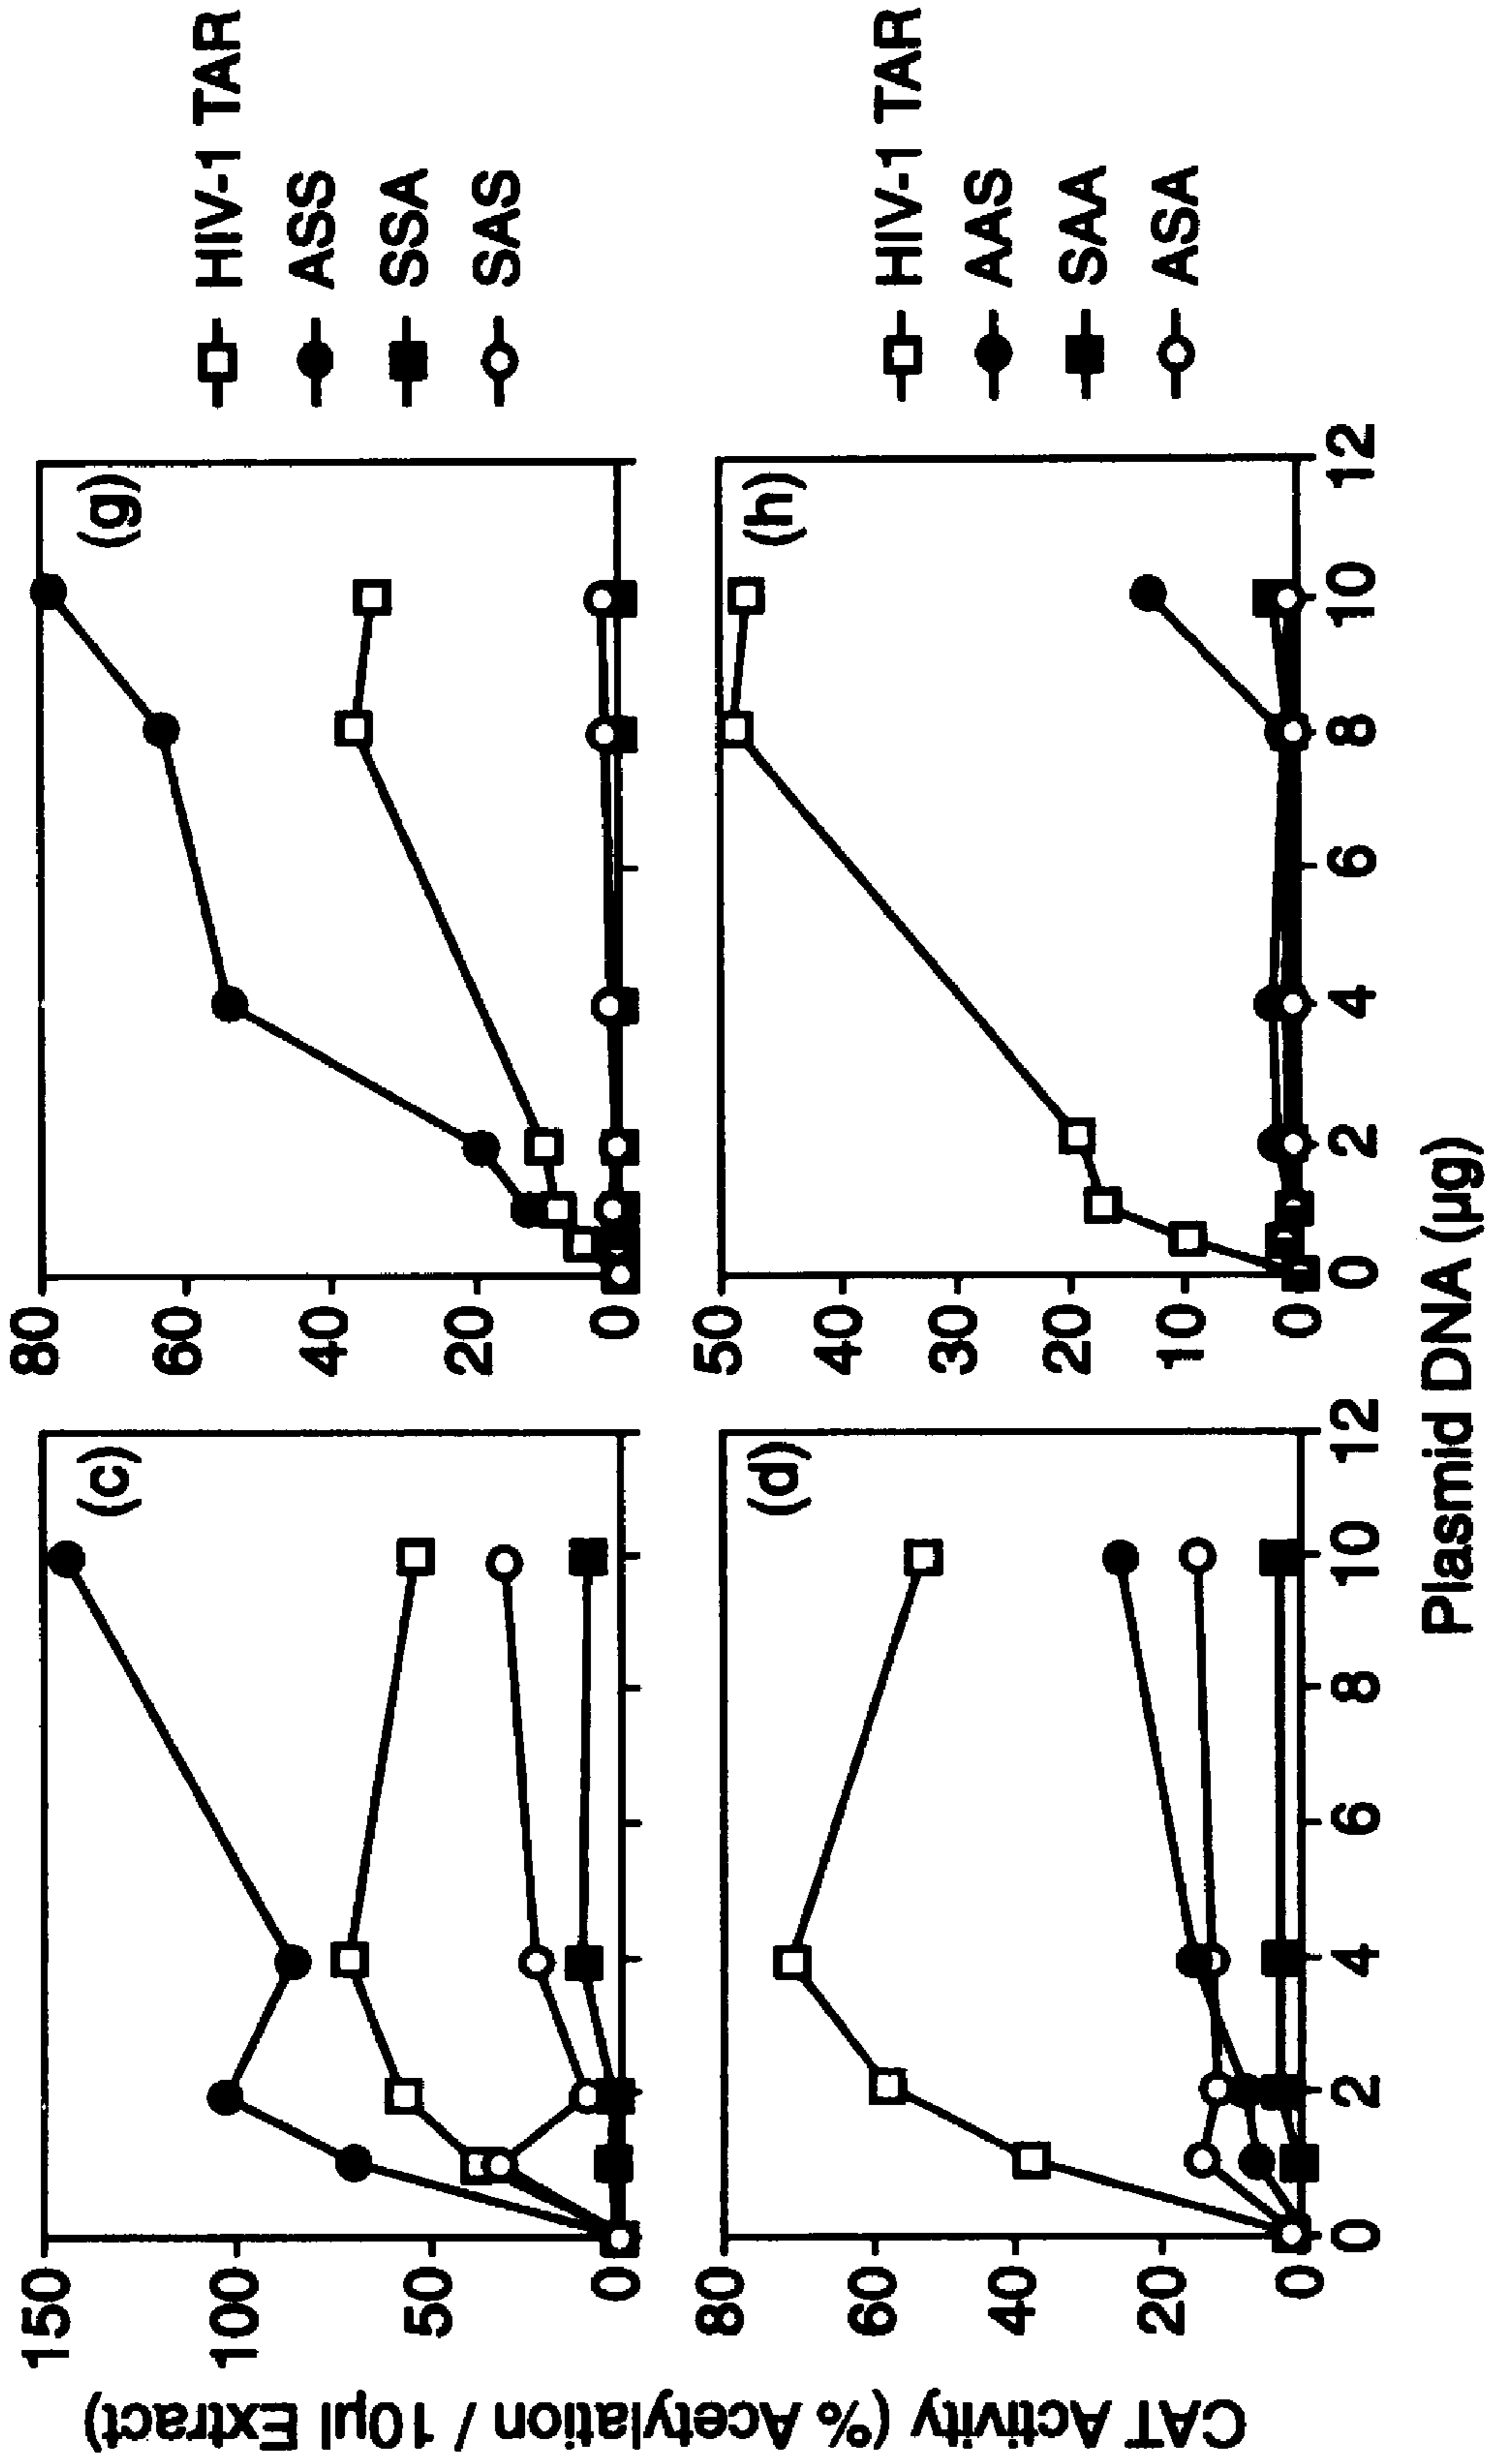 CAT Activity (% Acetylation / 10µl Extract)
150
100
50
0
(c)
80
60
40
20
0
(g)
HIV-1 TAR
ASS
SSA
SAS
80
60
40
20
0
(d)
0 2 4 6 8 10 12
50
40
30
20
10
0
(h)
0 2 4 6 8 10 12
HIV-1 TAR
AAS
SAA
ASA
Plasmid DNA (µg)